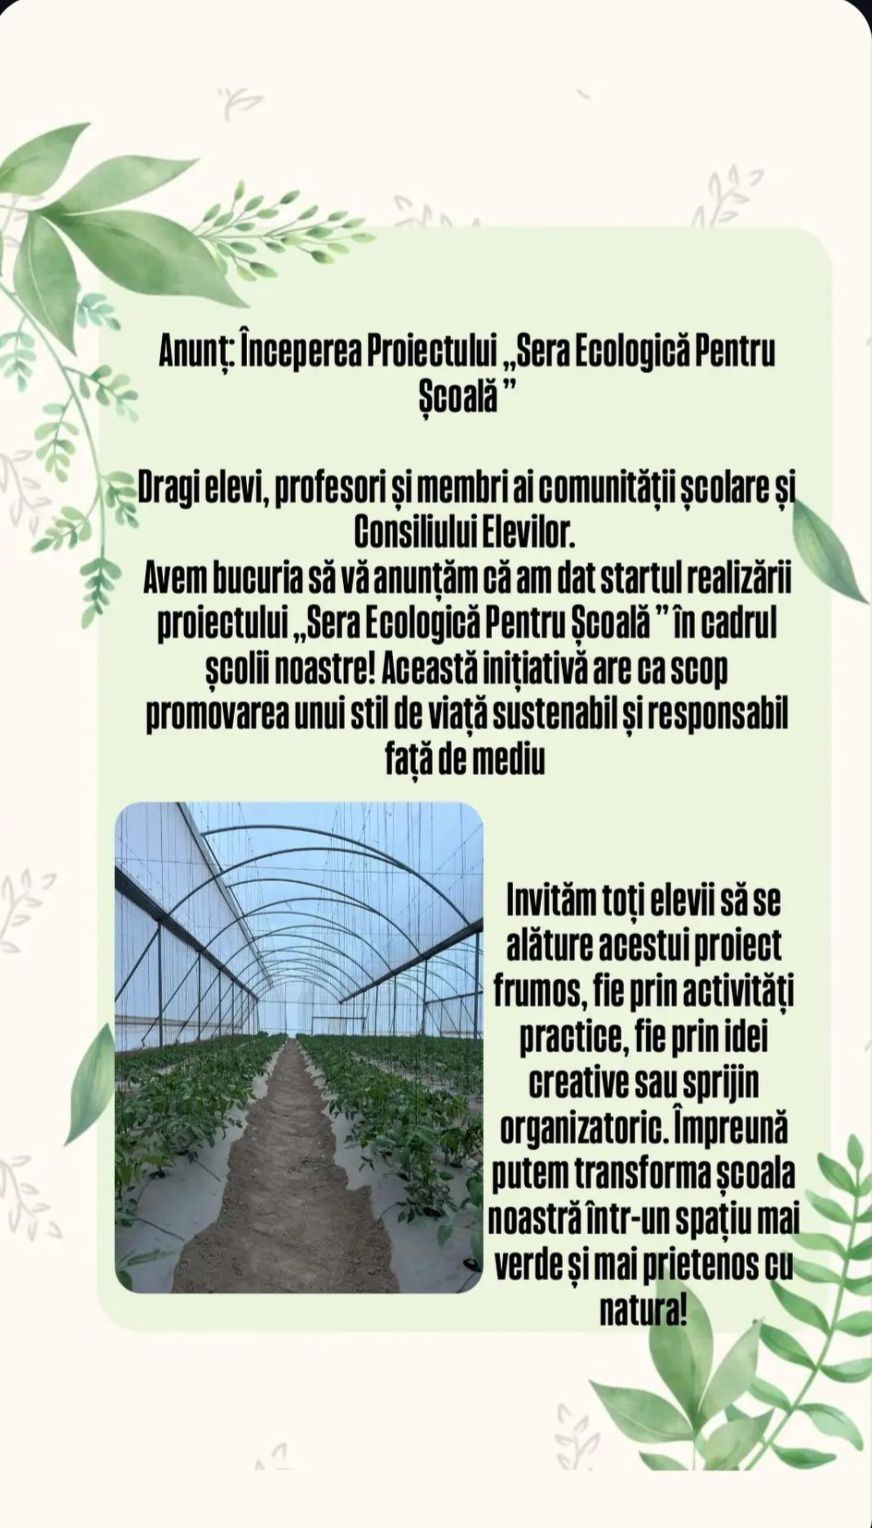 Anunț: Începerea Proiectului „Sera Ecologică Pentru
Școală ”
Dragi elevi, profesori și membri ai comunității școlare și
Consiliului Elevilor.
Avem bucuria să vă anunțăm că am dat startul realizării
proiectului „Sera Ecologică Pentru Școală ” în cadrul
școlii noastre! Această inițiativă are ca scop
promovarea unui stil de viață sustenabil și responsabil
față de mediu
Invităm toți elevii să se
alăture acestui proiect
frumos, fie prin activități
practice, fie prin idei
creative sau sprijin
organizatoric. Împreună
putem transforma școala
noastră într-un spațiu mai
verde și mai prietenos cu
natura!